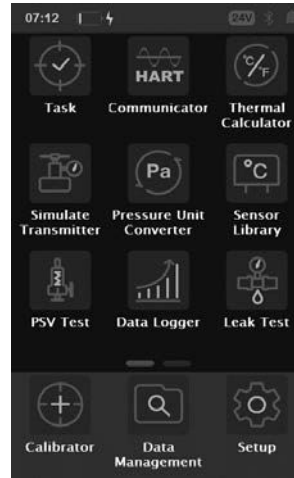 07:12 24V
HART
°C/°F
Task Communicator Thermal
Calculator
Pa
°C
Simulate Pressure Unit Sensor
Transmitter Converter Library
PSV Test Data Logger Leak Test
Calibrator Data Setup
Management